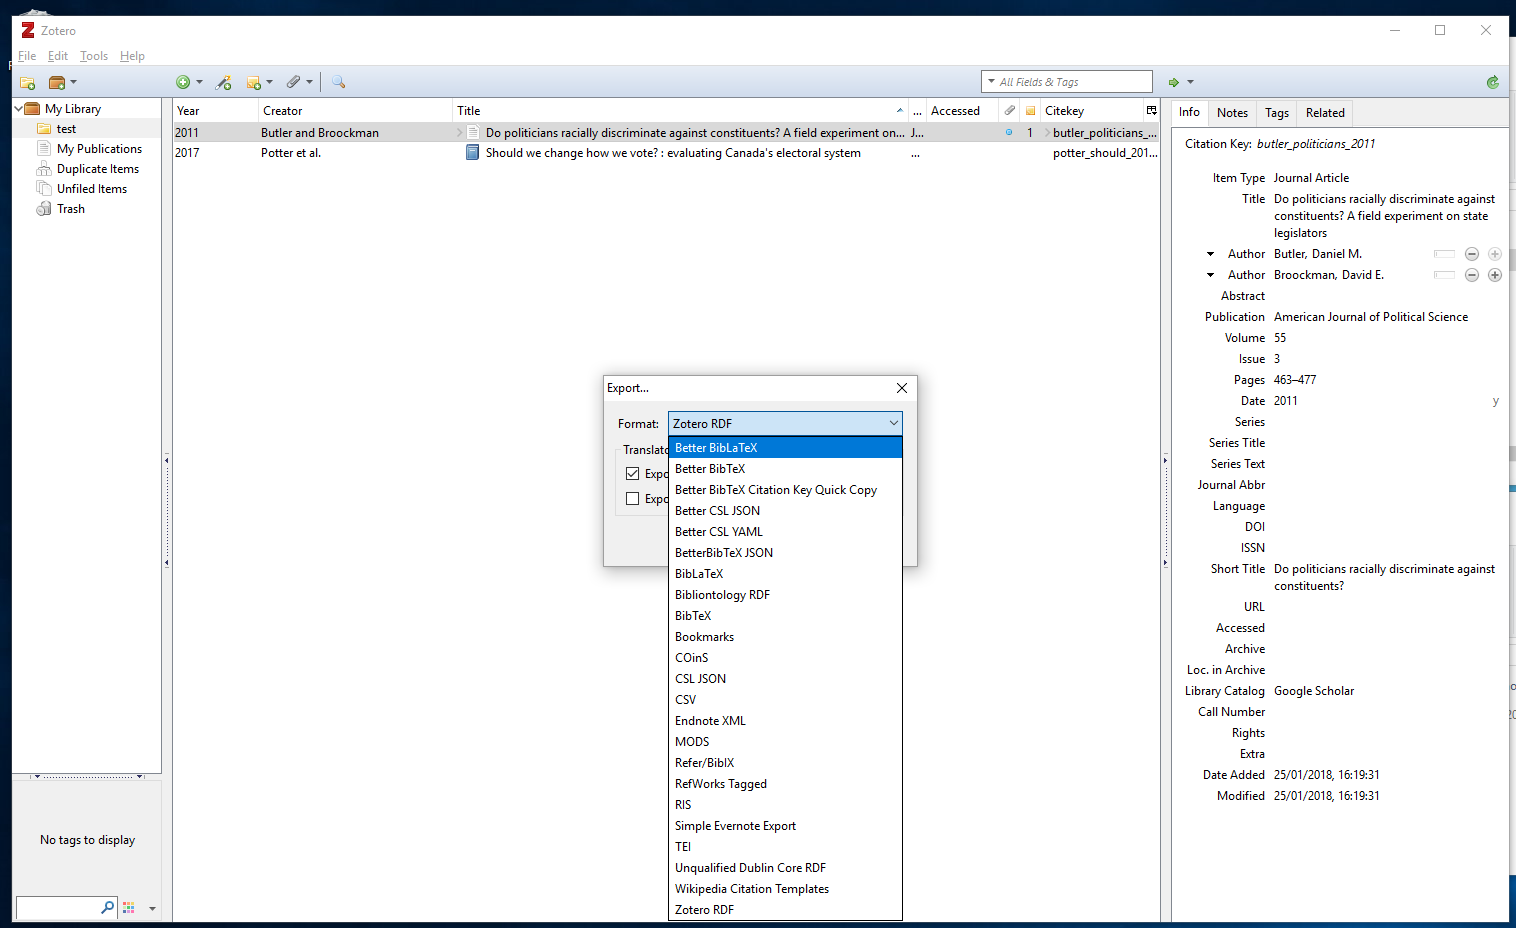 Zotero
File Edit Tools Help
All Fields & Tags
My Library
test
My Publications
Duplicate Items
Unfiled Items
Trash
No tags to display
Year Creator Title ... Accessed Citekey
2011 Butler and Broockman Do politicians racially discriminate against constituents? A field experiment on... J... 1 butler_politicians_...
2017 Potter et al. Should we change how we vote? : evaluating Canada's electoral system ... potter_should_201...
Export...
Format: Zotero RDF
Translato
Expo
Expo
Better BibLaTeX
Better BibTeX
Better BibTeX Citation Key Quick Copy
Better CSL JSON
Better CSL YAML
BetterBibTeX JSON
BibLaTeX
Bibliontology RDF
BibTeX
Bookmarks
COinS
CSL JSON
CSV
Endnote XML
MODS
Refer/BibIX
RefWorks Tagged
RIS
Simple Evernote Export
TEI
Unqualified Dublin Core RDF
Wikipedia Citation Templates
Zotero RDF
Info Notes Tags Related
Citation Key: butler_politicians_2011
Item Type Journal Article
Title Do politicians racially discriminate against
constituents? A field experiment on state
legislators
Author Butler, Daniel M.
Author Broockman, David E.
Abstract
Publication American Journal of Political Science
Volume 55
Issue 3
Pages 463–477
Date 2011 y
Series
Series Title
Series Text
Journal Abbr
Language
DOI
ISSN
Short Title Do politicians racially discriminate against
constituents?
URL
Accessed
Archive
Loc. in Archive
Library Catalog Google Scholar
Call Number
Rights
Extra
Date Added 25/01/2018, 16:19:31
Modified 25/01/2018, 16:19:31